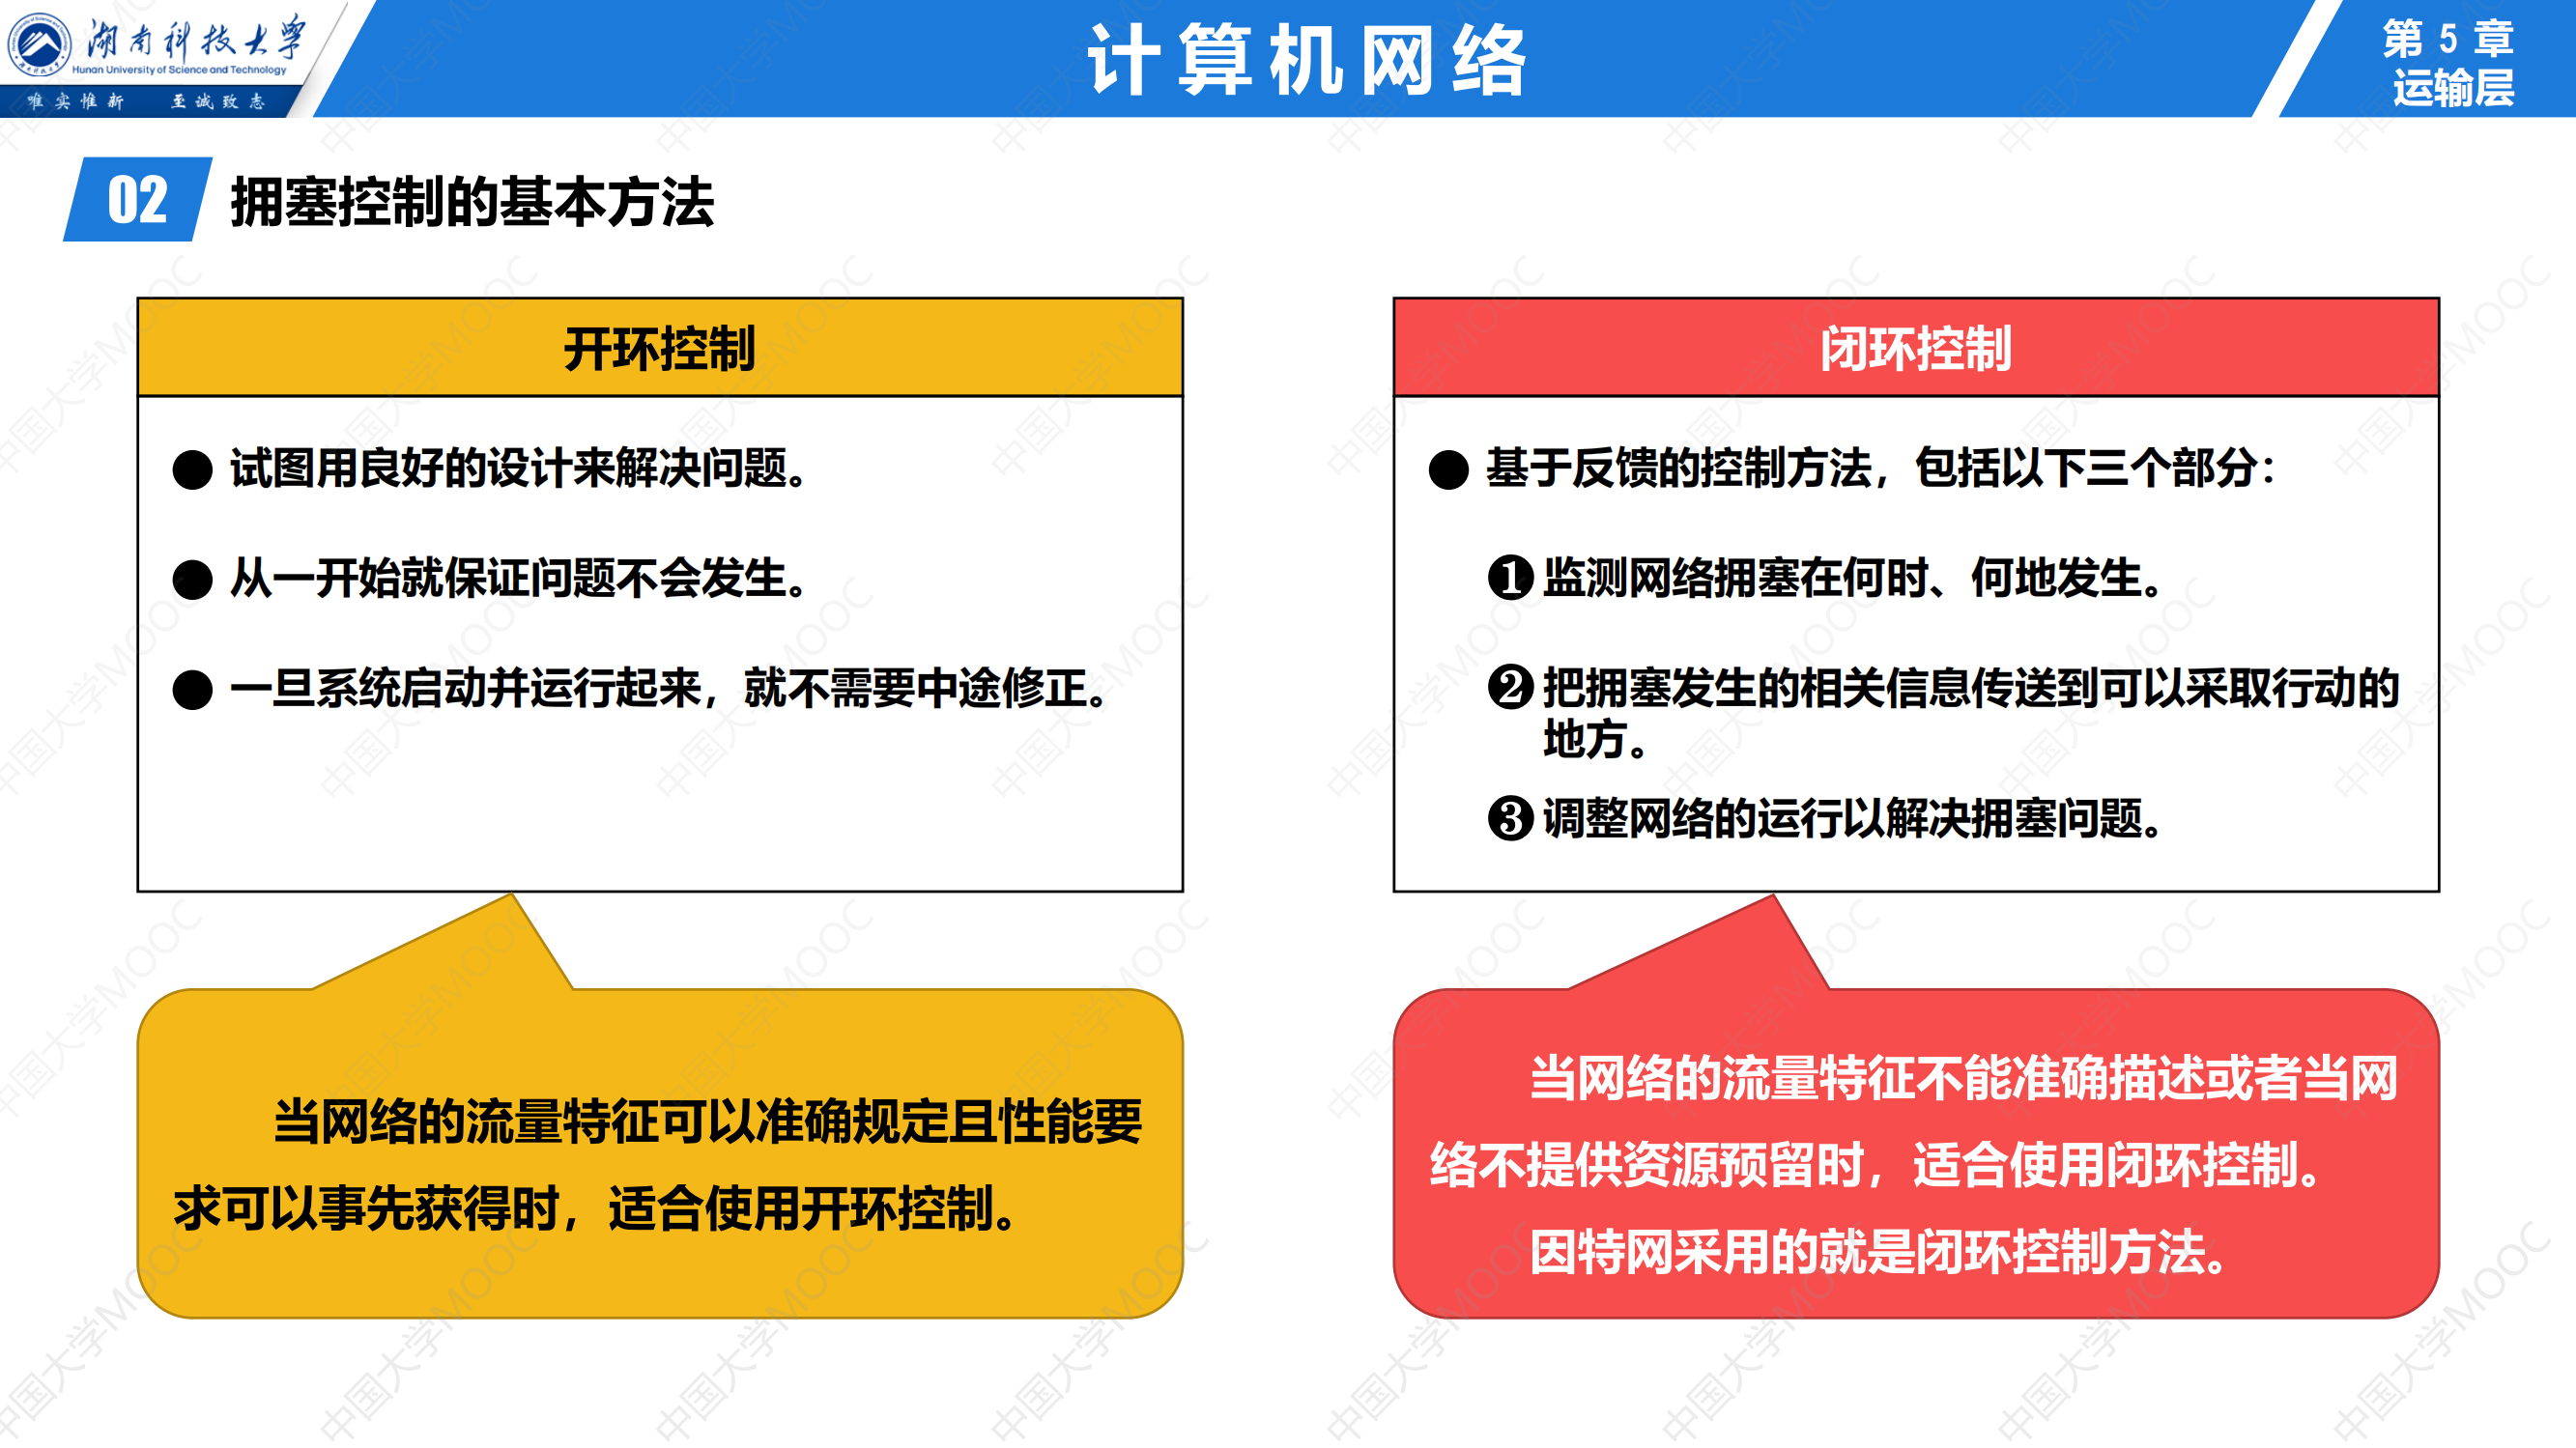 湖南科技大学
Hunan University of Science and Technology
唯实惟新 至诚致志
计算机网络
第 5 章
运输层
02 拥塞控制的基本方法
开环控制
● 试图用良好的设计来解决问题。
● 从一开始就保证问题不会发生。
● 一旦系统启动并运行起来，就不需要中途修正。
当网络的流量特征可以准确规定且性能要
求可以事先获得时，适合使用开环控制。
闭环控制
● 基于反馈的控制方法，包括以下三个部分：
❶ 监测网络拥塞在何时、何地发生。
❷ 把拥塞发生的相关信息传送到可以采取行动的
地方。
❸ 调整网络的运行以解决拥塞问题。
当网络的流量特征不能准确描述或者当网
络不提供资源预留时，适合使用闭环控制。
因特网采用的就是闭环控制方法。
中国大学MOOC